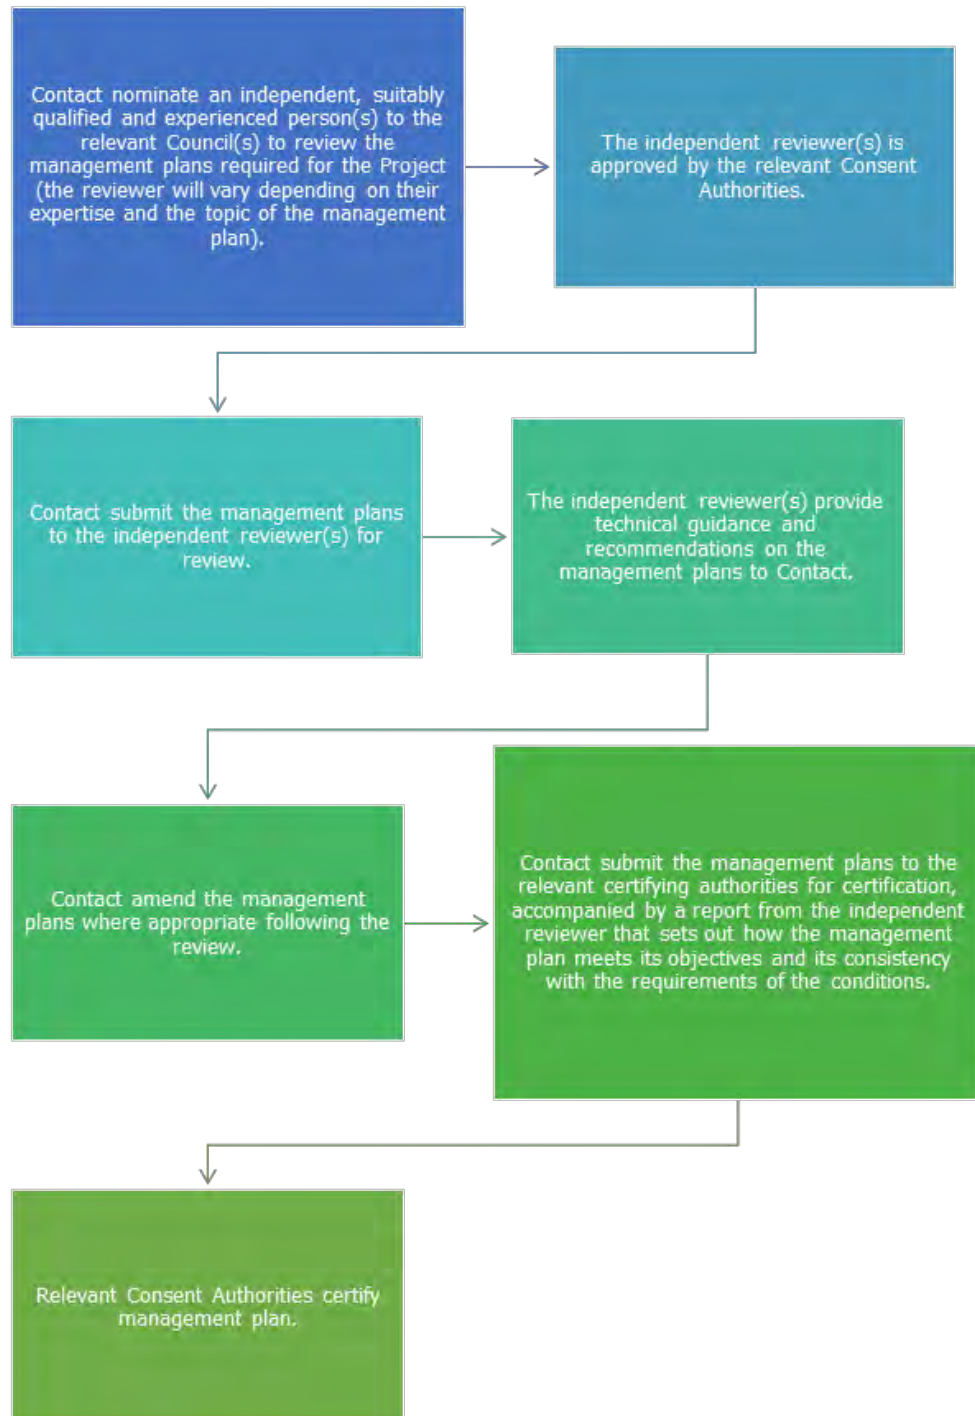 Contact nominate an independent, suitably
qualified and experienced person(s) to the
relevant Council(s) to review the
management plans required for the Project
(the reviewer will vary depending on their
expertise and the topic of the management
plan).
The independent reviewer(s) is
approved by the relevant Consent
Authorities.
Contact submit the management plans
to the independent reviewer(s) for
review.
The independent reviewer(s) provide
technical guidance and
recommendations on the
management plans to Contact.
Contact amend the management
plans where appropriate following the
review.
Contact submit the management plans to the
relevant certifying authorities for certification,
accompanied by a report from the independent
reviewer that sets out how the management
plan meets its objectives and its consistency
with the requirements of the conditions.
Relevant Consent Authorities certify
management plan.